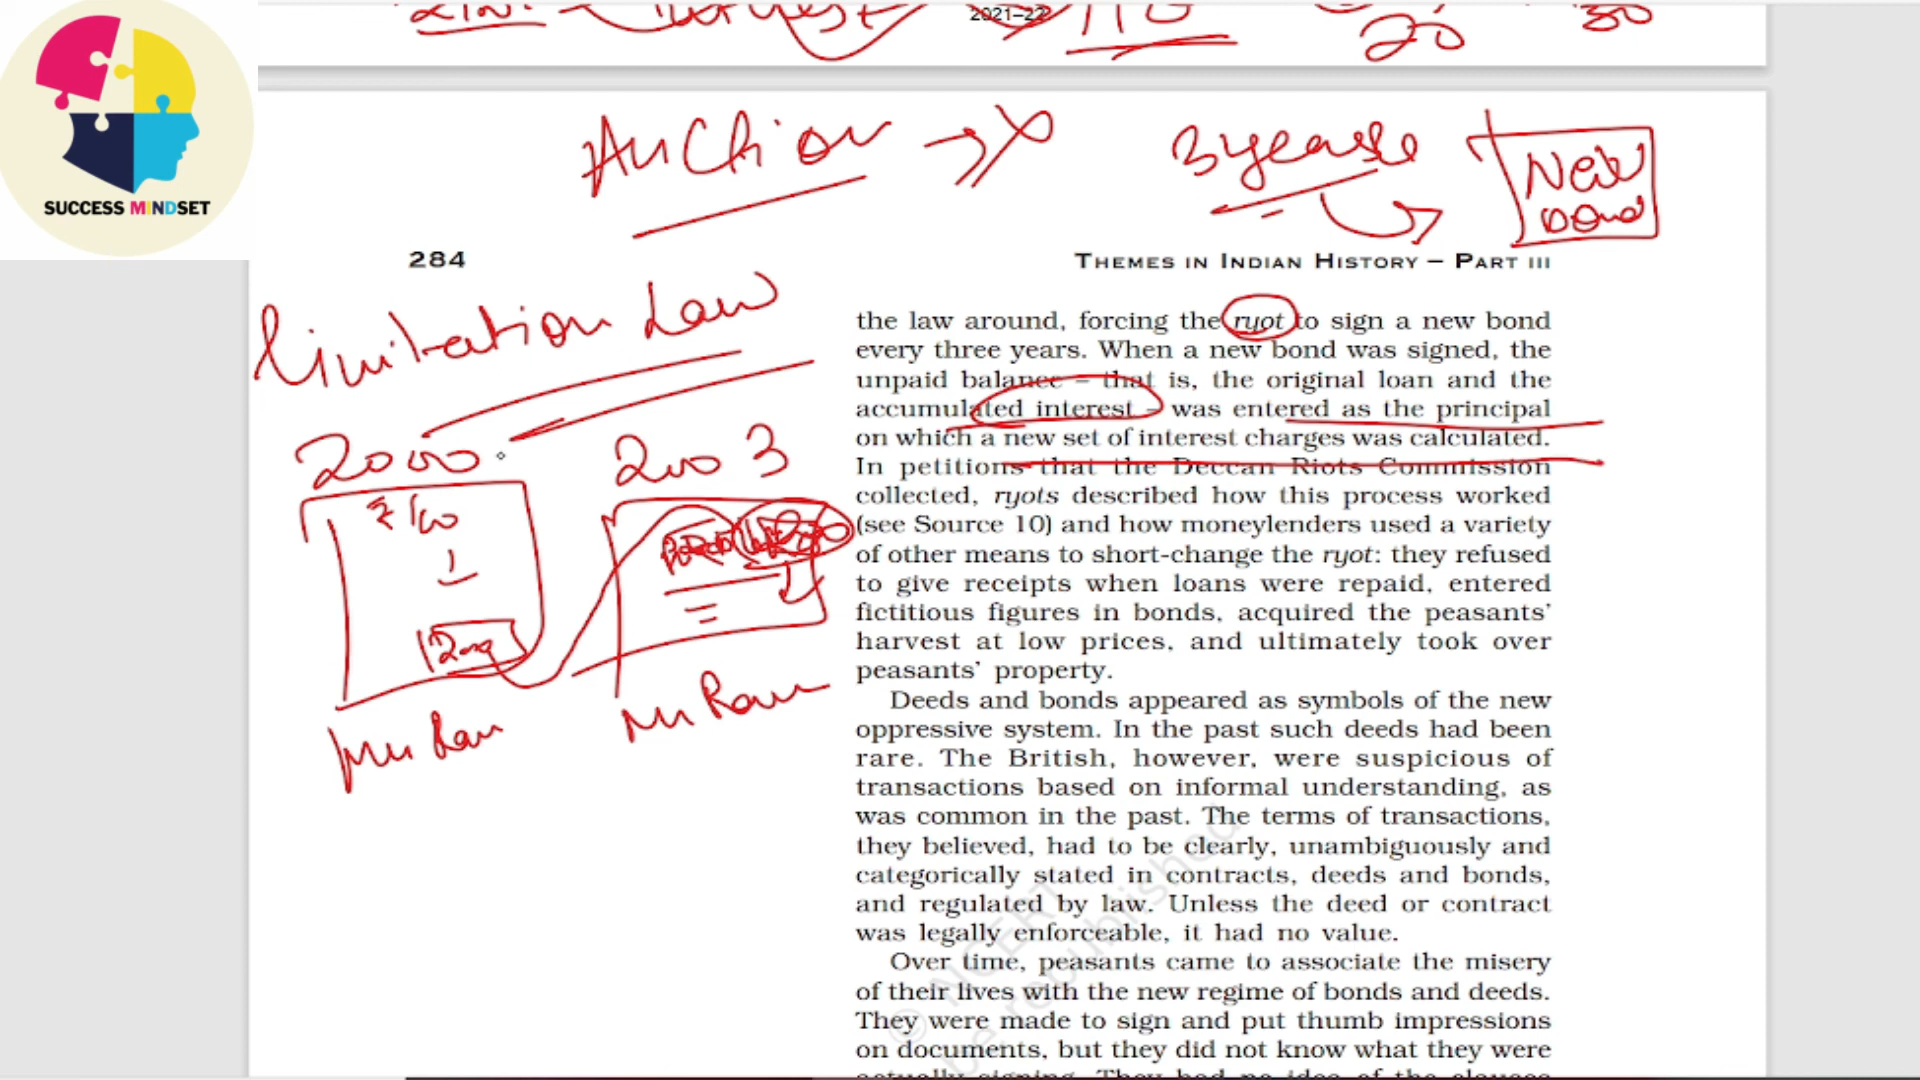 2021–22
SUCCESS MINDSET
Auction
3 years
New
bond
284
THEMES IN INDIAN HISTORY – PART III
Limitation Law
2000
2003
₹100
Mr Ram
Mr Ram
the law around, forcing the ryot to sign a new bond
every three years. When a new bond was signed, the
unpaid balance – that is, the original loan and the
accumulated interest – was entered as the principal
on which a new set of interest charges was calculated.
In petitions that the Deccan Riots Commission
collected, ryots described how this process worked
(see Source 10) and how moneylenders used a variety
of other means to short-change the ryot: they refused
to give receipts when loans were repaid, entered
fictitious figures in bonds, acquired the peasants’
harvest at low prices, and ultimately took over
peasants’ property.
Deeds and bonds appeared as symbols of the new
oppressive system. In the past such deeds had been
rare. The British, however, were suspicious of
transactions based on informal understanding, as
was common in the past. The terms of transactions,
they believed, had to be clearly, unambiguously and
categorically stated in contracts, deeds and bonds,
and regulated by law. Unless the deed or contract
was legally enforceable, it had no value.
Over time, peasants came to associate the misery
of their lives with the new regime of bonds and deeds.
They were made to sign and put thumb impressions
on documents, but they did not know what they were
actually signing. They had no idea of the clauses
© NCERT
be republished